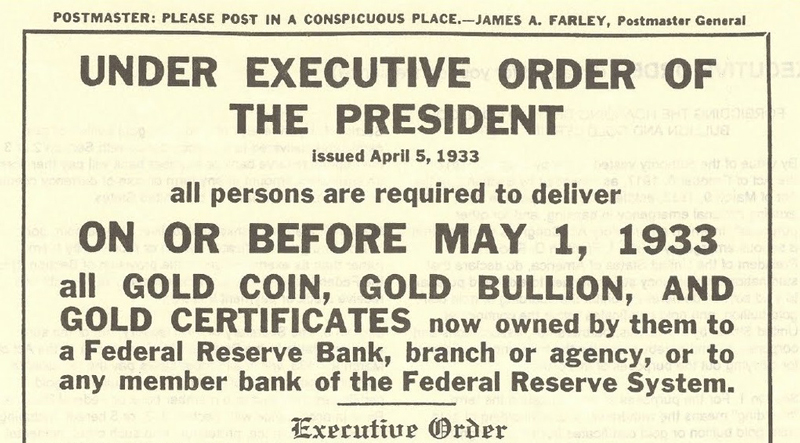 POSTMASTER: PLEASE POST IN A CONSPICUOUS PLACE.—JAMES A. FARLEY, Postmaster General
UNDER EXECUTIVE ORDER OF
THE PRESIDENT
issued April 5, 1933
all persons are required to deliver
ON OR BEFORE MAY 1, 1933
all GOLD COIN, GOLD BULLION, AND
GOLD CERTIFICATES now owned by them to
a Federal Reserve Bank, branch or agency, or to
any member bank of the Federal Reserve System.
Executive Order